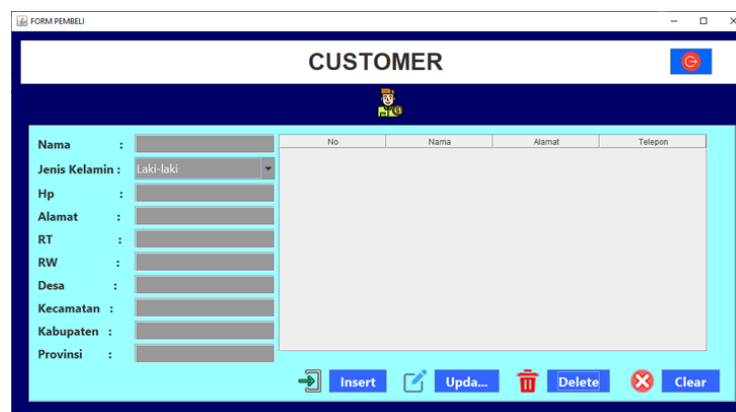 FORM PEMBELI
CUSTOMER
Nama :
Jenis Kelamin : Laki-laki
Hp :
Alamat :
RT :
RW :
Desa :
Kecamatan :
Kabupaten :
Provinsi :
No Nama Alamat Telepon
Insert Upda... Delete Clear